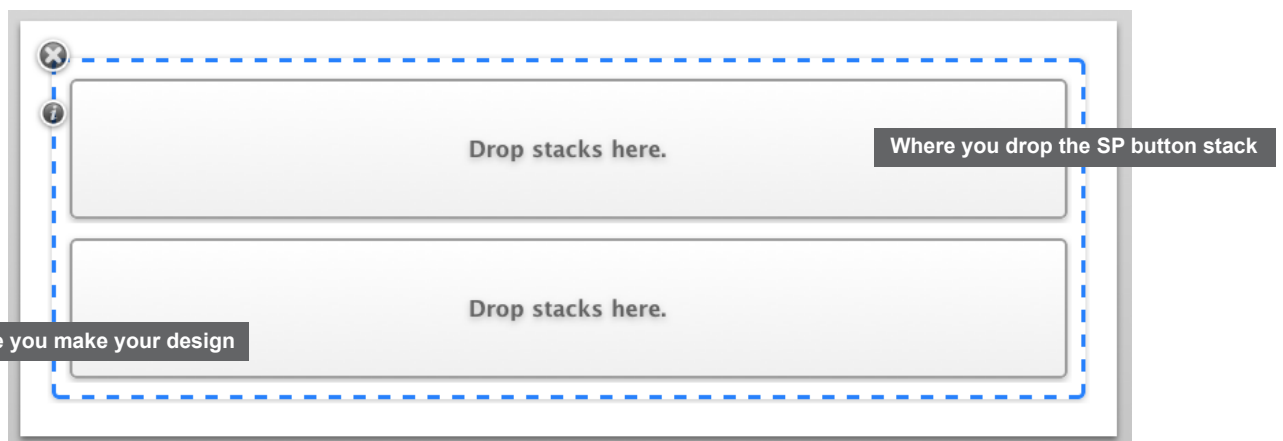 Drop stacks here.
Where you drop the SP button stack
Drop stacks here.
you make your design